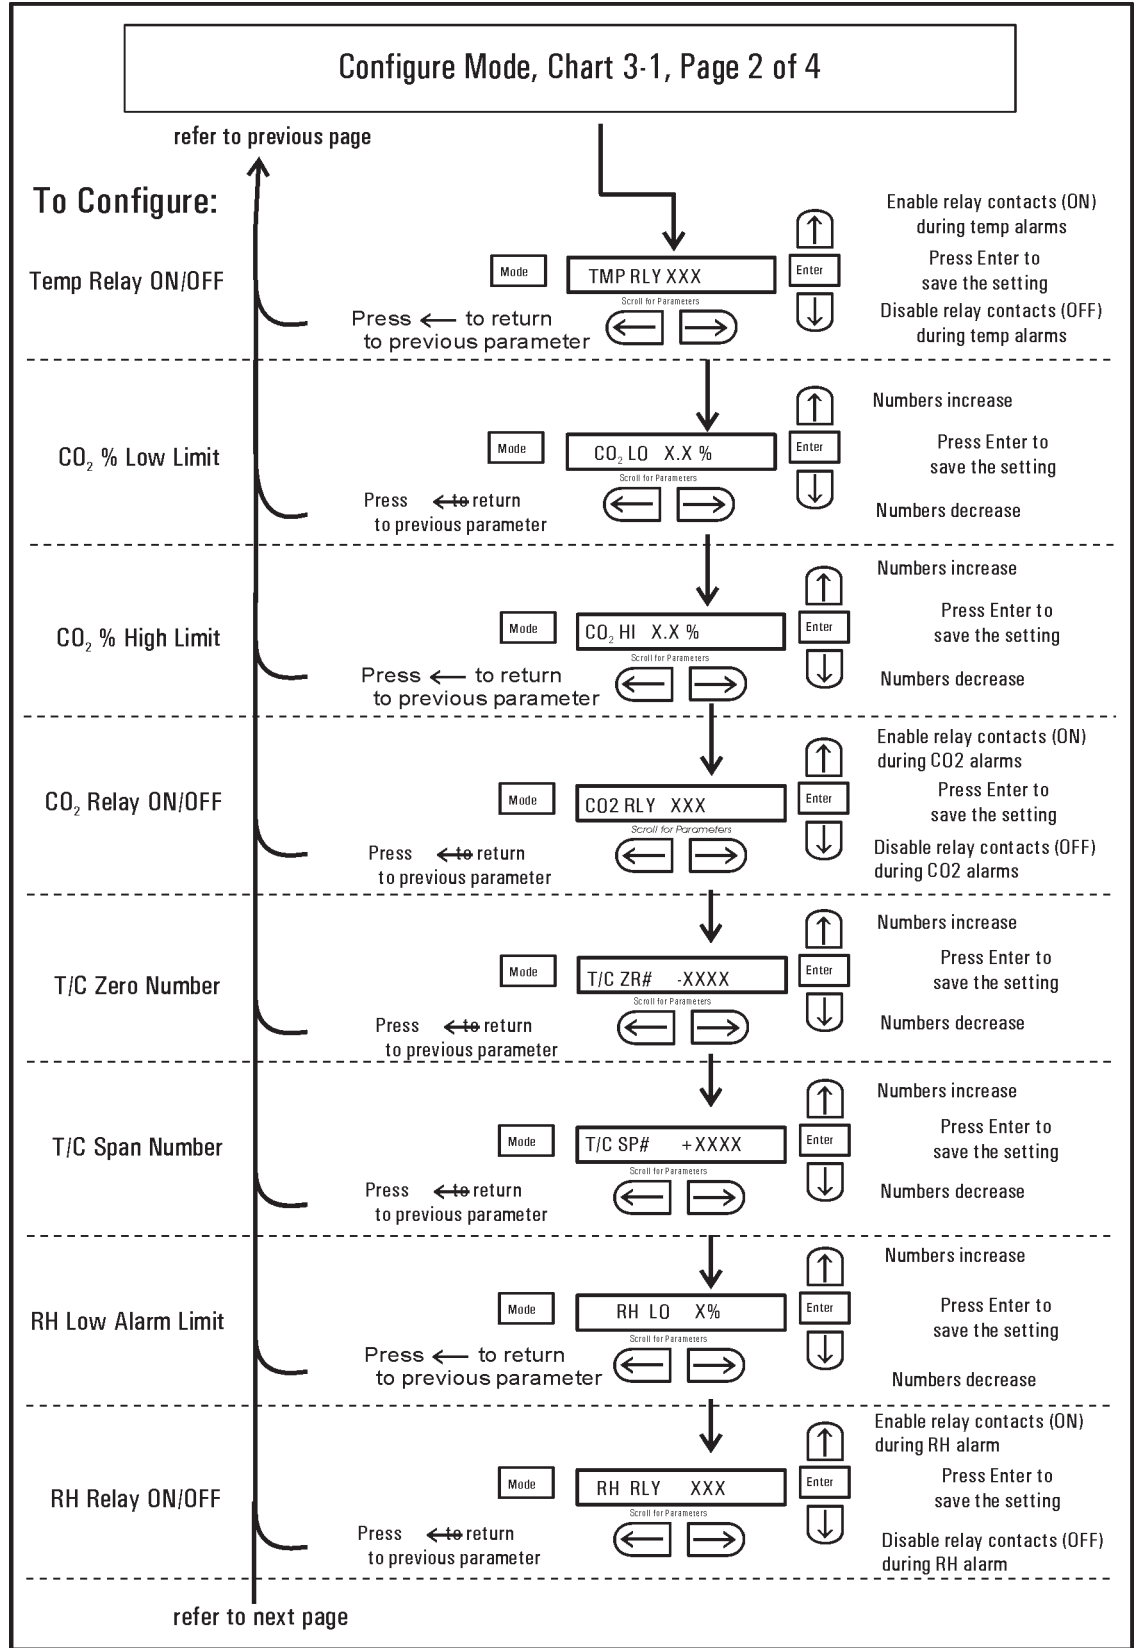 Configure Mode, Chart 3-1, Page 2 of 4
refer to previous page
To Configure:
Temp Relay ON/OFF
Mode
TMP RLY XXX
Scroll for Parameters
Press ← to return
to previous parameter
Enable relay contacts (ON)
during temp alarms
Enter
Press Enter to
save the setting
Disable relay contacts (OFF)
during temp alarms
CO₂ % Low Limit
Mode
CO₂ LO X.X %
Scroll for Parameters
Press ← to return
to previous parameter
Numbers increase
Enter
Press Enter to
save the setting
Numbers decrease
CO₂ % High Limit
Mode
CO₂ HI X.X %
Scroll for Parameters
Press ← to return
to previous parameter
Numbers increase
Enter
Press Enter to
save the setting
Numbers decrease
CO₂ Relay ON/OFF
Mode
CO2 RLY XXX
Scroll for Parameters
Press ← to return
to previous parameter
Enable relay contacts (ON)
during CO2 alarms
Enter
Press Enter to
save the setting
Disable relay contacts (OFF)
during CO2 alarms
T/C Zero Number
Mode
T/C ZR# -XXXX
Scroll for Parameters
Press ← to return
to previous parameter
Numbers increase
Enter
Press Enter to
save the setting
Numbers decrease
T/C Span Number
Mode
T/C SP# +XXXX
Scroll for Parameters
Press ← to return
to previous parameter
Numbers increase
Enter
Press Enter to
save the setting
Numbers decrease
RH Low Alarm Limit
Mode
RH LO X%
Scroll for Parameters
Press ← to return
to previous parameter
Numbers increase
Enter
Press Enter to
save the setting
Numbers decrease
RH Relay ON/OFF
Mode
RH RLY XXX
Scroll for Parameters
Press ← to return
to previous parameter
Enable relay contacts (ON)
during RH alarm
Enter
Press Enter to
save the setting
Disable relay contacts (OFF)
during RH alarm
refer to next page